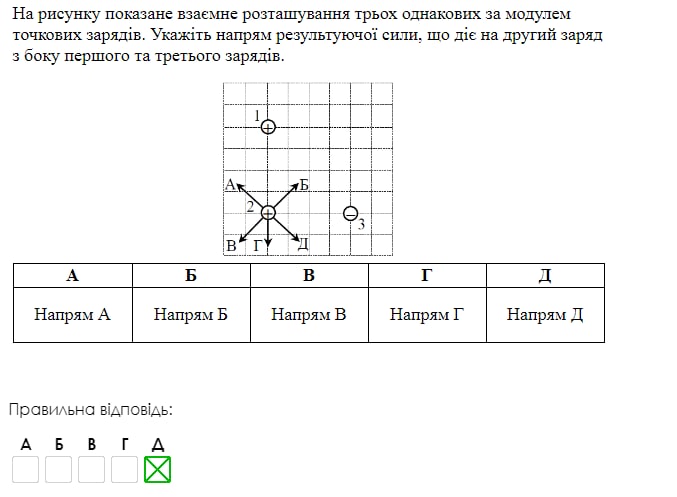 На рисунку показане взаємне розташування трьох однакових за модулем
точкових зарядів. Укажіть напрям результуючої сили, що діє на другий заряд
з боку першого та третього зарядів.
1
+
А Б
2 + − 3
В Г Д
А Б В Г Д
Напрям А Напрям Б Напрям В Напрям Г Напрям Д
Правильна відповідь:
А Б В Г Д